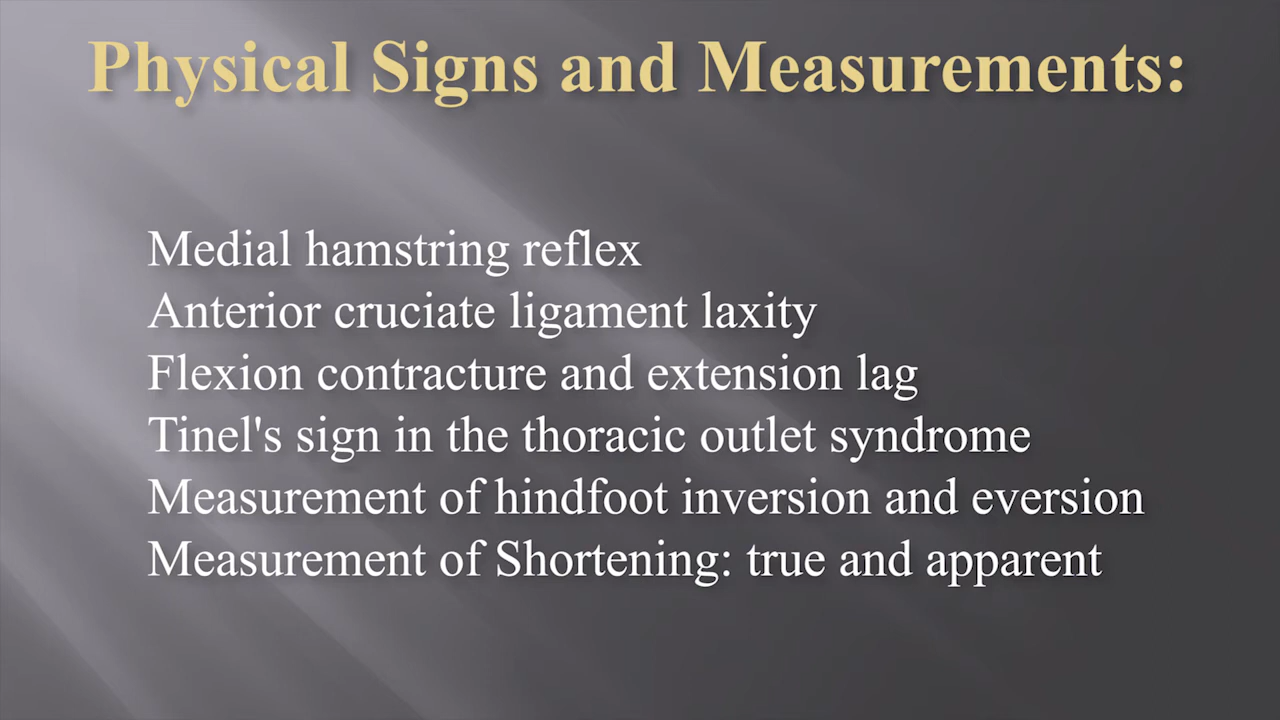 Physical Signs and Measurements:
Medial hamstring reflex
Anterior cruciate ligament laxity
Flexion contracture and extension lag
Tinel's sign in the thoracic outlet syndrome
Measurement of hindfoot inversion and eversion
Measurement of Shortening: true and apparent